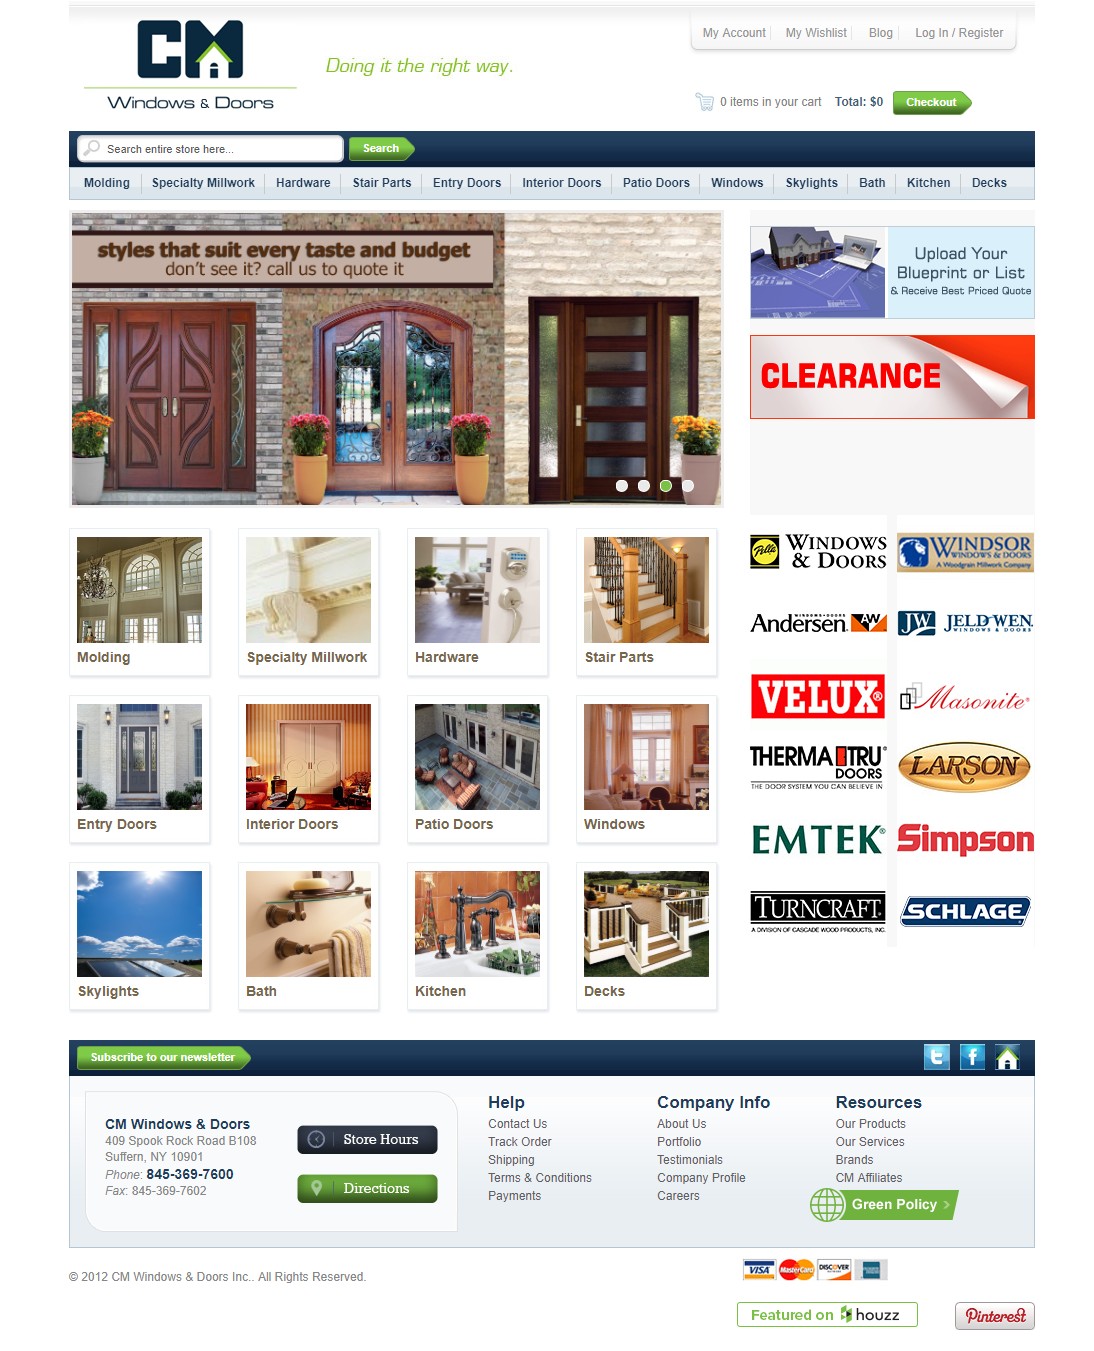 My Account My Wishlist Blog Log In / Register
CM
Windows & Doors
Doing it the right way.
0 items in your cart Total: $0 Checkout
Search entire store here... Search
Molding Specialty Millwork Hardware Stair Parts Entry Doors Interior Doors Patio Doors Windows Skylights Bath Kitchen Decks
styles that suit every taste and budget
don't see it? call us to quote it
Upload Your
Blueprint or List
& Receive Best Priced Quote
CLEARANCE
Molding Specialty Millwork Hardware Stair Parts
Entry Doors Interior Doors Patio Doors Windows
Skylights Bath Kitchen Decks
Pella WINDOWS
& DOORS
WINDSOR
WINDOWS & DOORS
A Woodgrain Millwork Company
WINDOWS•DOORS
Andersen. AW
JW JELD-WEN.
WINDOWS & DOORS
VELUX®
Masonite®
THERMA TRU®
DOORS
THE DOOR SYSTEM YOU CAN BELIEVE IN
LARSON
EMTEK®
Simpson
TURNCRAFT
A DIVISION OF CASCADE WOOD PRODUCTS, INC.
SCHLAGE
Subscribe to our newsletter
CM Windows & Doors
409 Spook Rock Road B108
Suffern, NY 10901
Phone: 845-369-7600
Fax: 845-369-7602
Store Hours
Directions
Help
Contact Us
Track Order
Shipping
Terms & Conditions
Payments
Company Info
About Us
Portfolio
Testimonials
Company Profile
Careers
Resources
Our Products
Our Services
Brands
CM Affiliates
Green Policy >
© 2012 CM Windows & Doors Inc.. All Rights Reserved.
VISA MasterCard DISCOVER
Featured on houzz
Pinterest